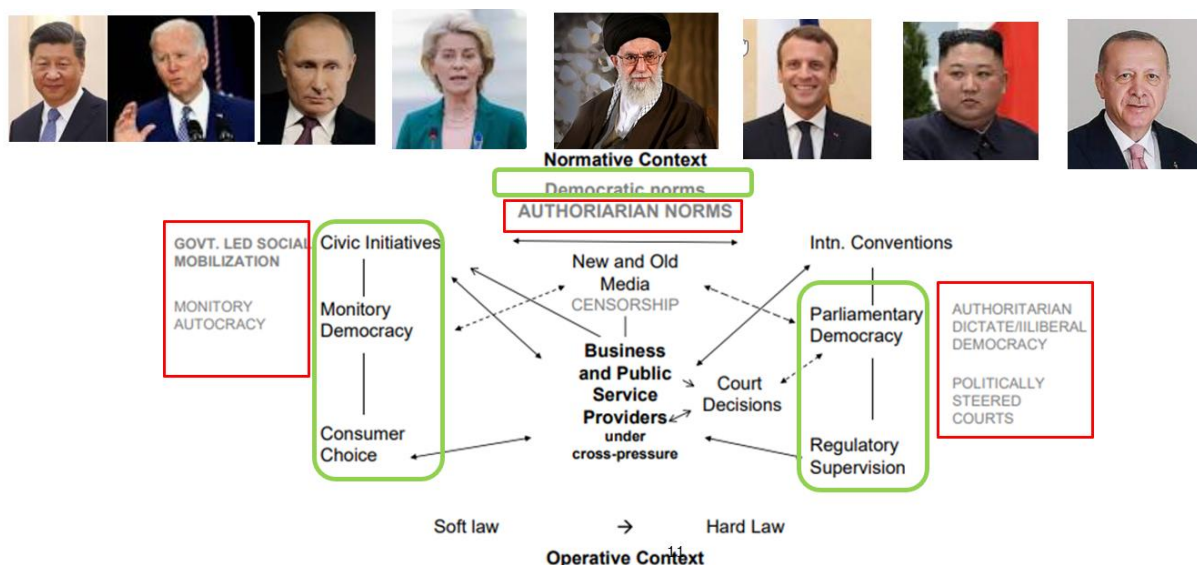 Normative Context
Democratic norms
AUTHORIARIAN NORMS
GOVT. LED SOCIAL
MOBILIZATION
MONITORY
AUTOCRACY
Civic Initiatives
Monitory
Democracy
Consumer
Choice
New and Old
Media
CENSORSHIP
Business
and Public
Service
Providers
under
cross-pressure
Court
Decisions
Intn. Conventions
Parliamentary
Democracy
Regulatory
Supervision
AUTHORITARIAN
DICTATE/IILIBERAL
DEMOCRACY
POLITICALLY
STEERED
COURTS
Soft law → Hard Law
11
Operative Context